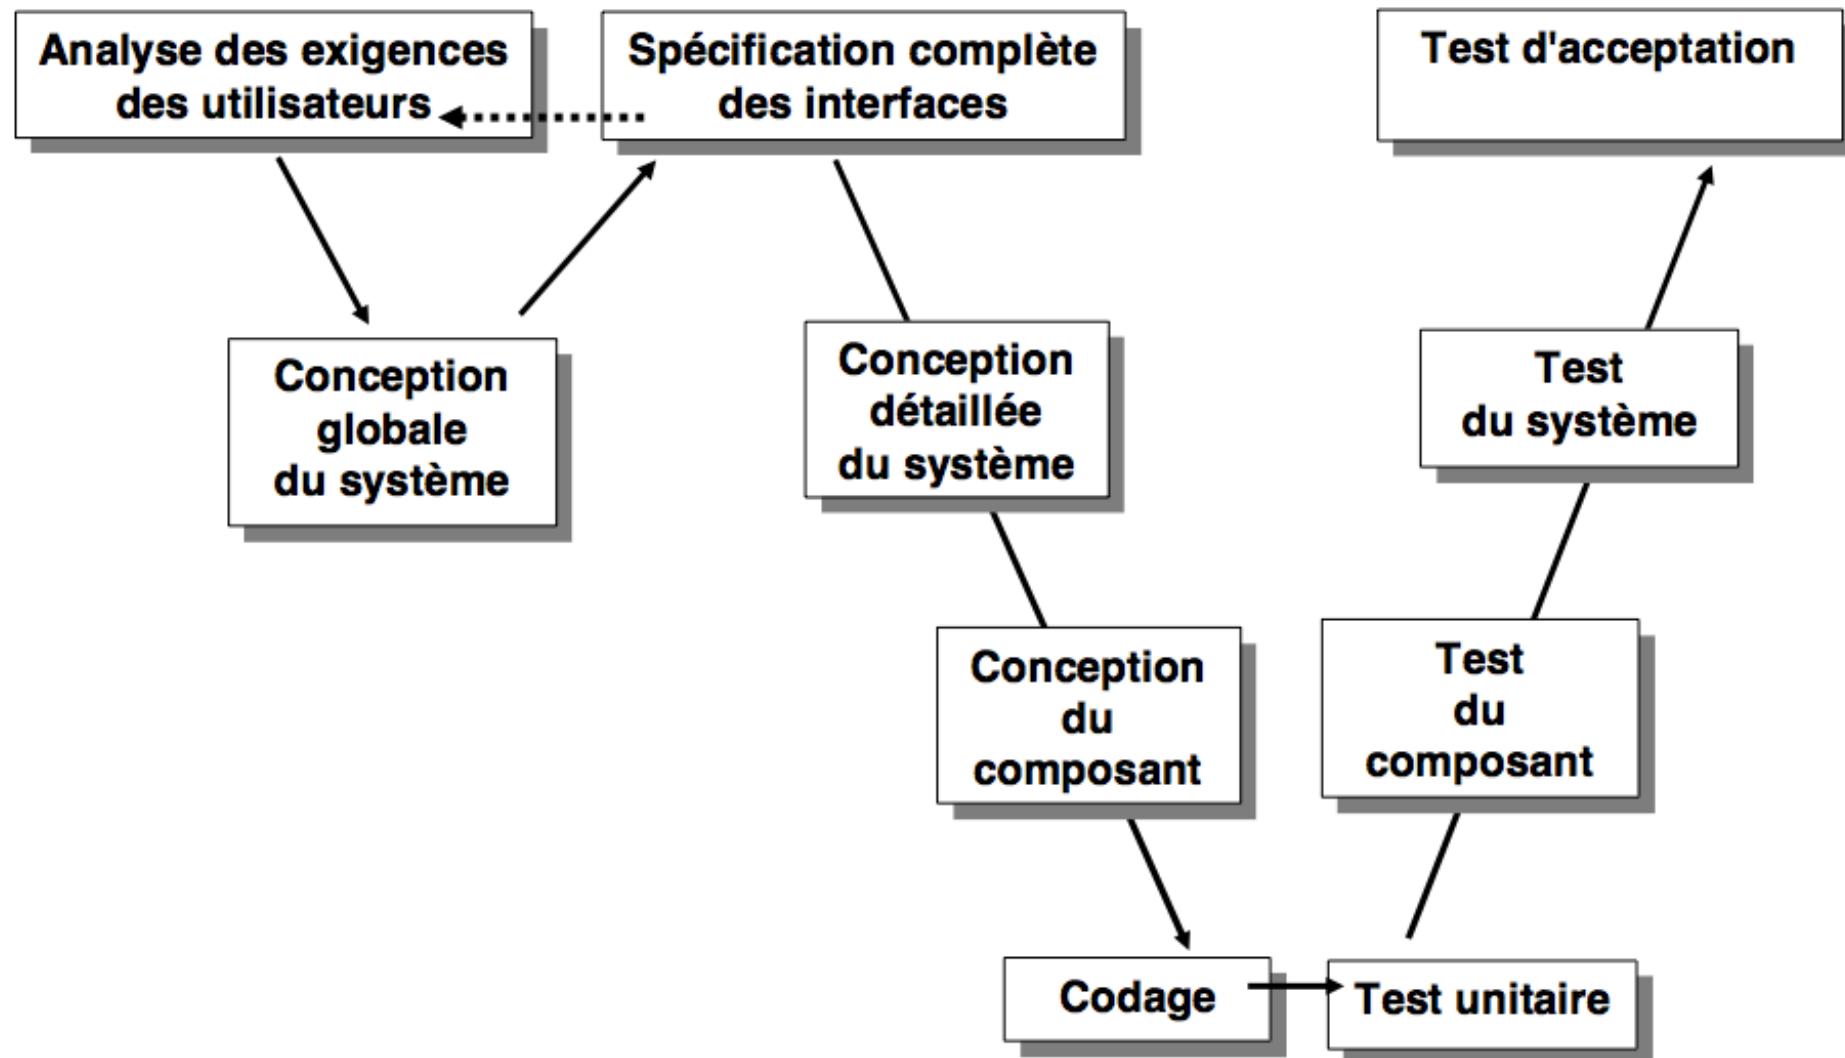 Analyse des exigences
des utilisateurs
Spécification complète
des interfaces
Test d'acceptation
Conception
globale
du système
Conception
détaillée
du système
Test
du système
Conception
du
composant
Test
du
composant
Codage
Test unitaire